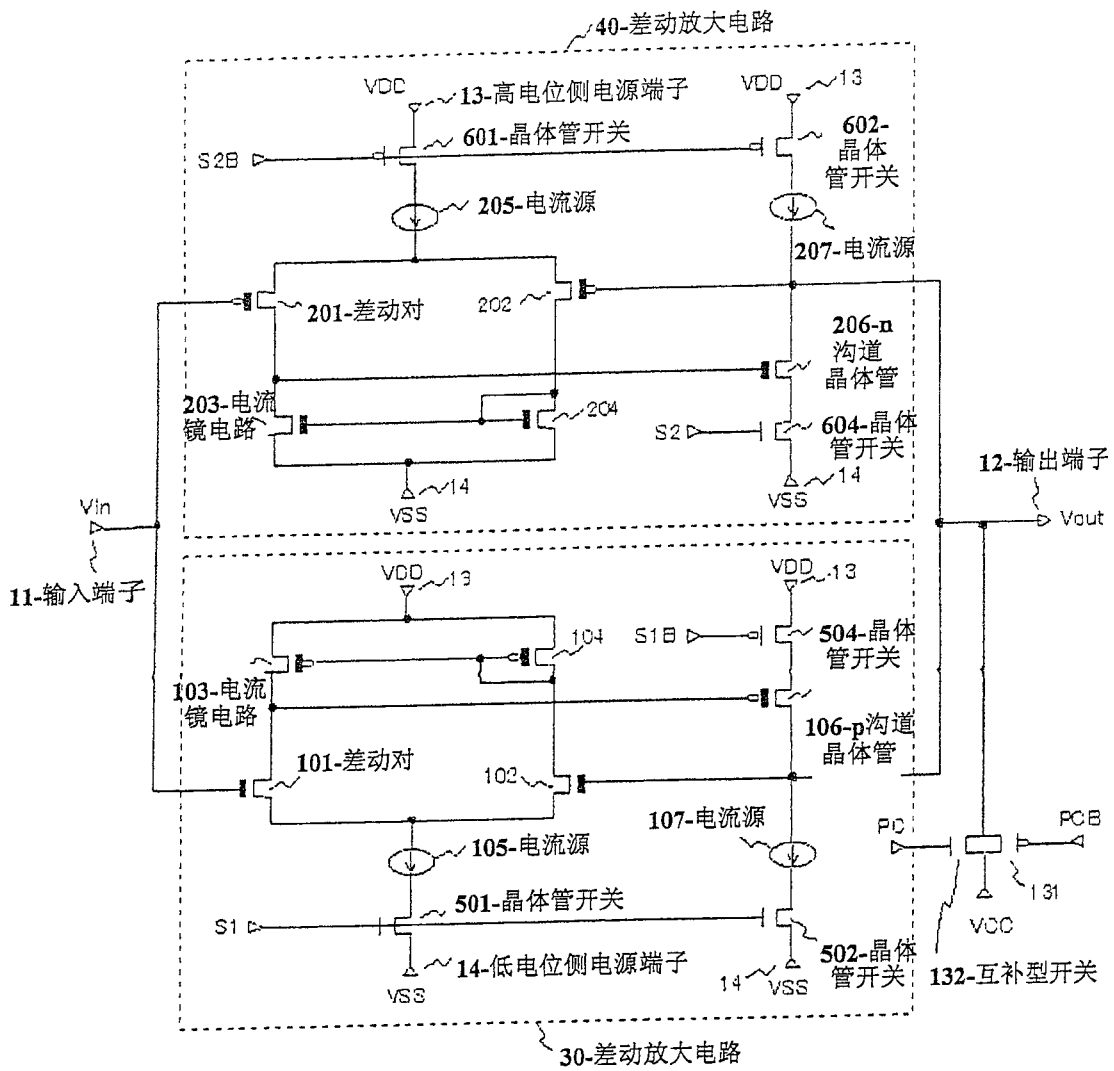 40-差动放大电路
VDD
13-高电位侧电源端子
VDD
13
601-晶体管开关
602-
晶体
管开关
S2B
205-电流源
207-电流源
201-差动对
202
206-n
沟道
晶体管
203-电流
镜电路
204
S2
604-晶体
管开关
14
VSS
14
VSS
12-输出端子
Vin
Vout
11-输入端子
VDD
13
VDD
13
S1B
504-晶体
管开关
104
103-电流
镜电路
106-p沟道
晶体管
101-差动对
102
107-电流源
105-电流源
PC
PCB
131
VCC
S1
501-晶体管开关
502-晶体
管开关
14-低电位侧电源端子
VSS
14
VSS
132-互补型开关
30-差动放大电路